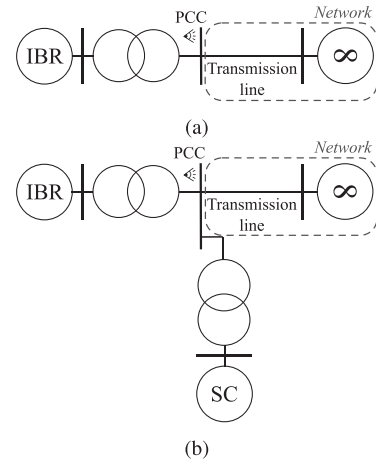 Network
PCC
IBR
∞
Transmission
line
(a)
Network
PCC
IBR
∞
Transmission
line
SC
(b)